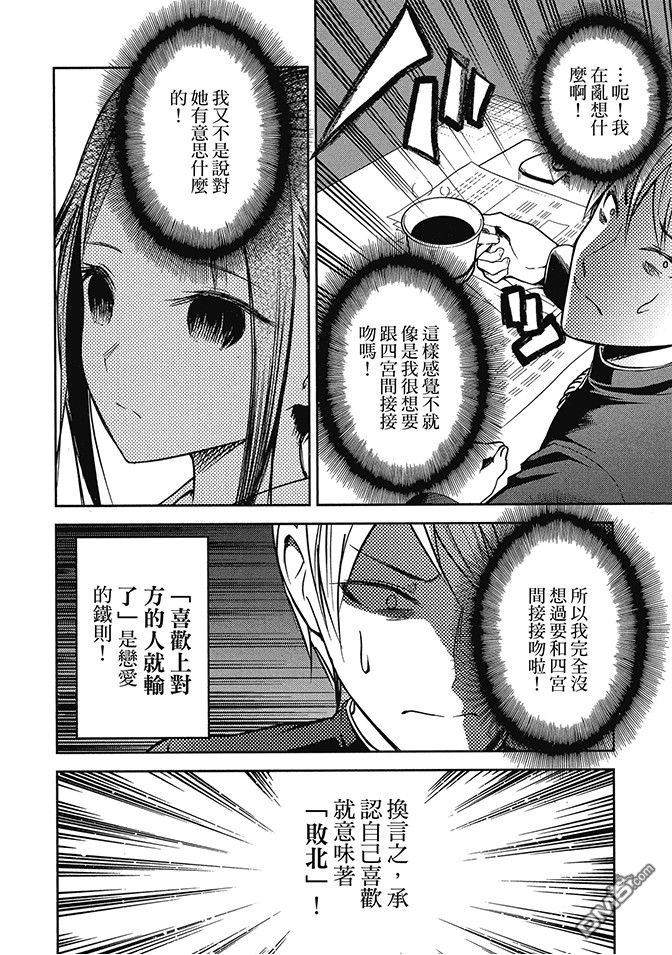 …呃！我
在亂想什
麼啊！
這樣感覺不就
像是我很想要
跟四宮間接接
吻嗎！
我又不是說對
她有意思什麼
的！
所以我完全沒
想過要和四宮
間接接吻啦！
「喜歡上對
方的人就輸
了」是戀愛
的鐵則！
換言之，承
認自己喜歡
就意味著
「敗北」！